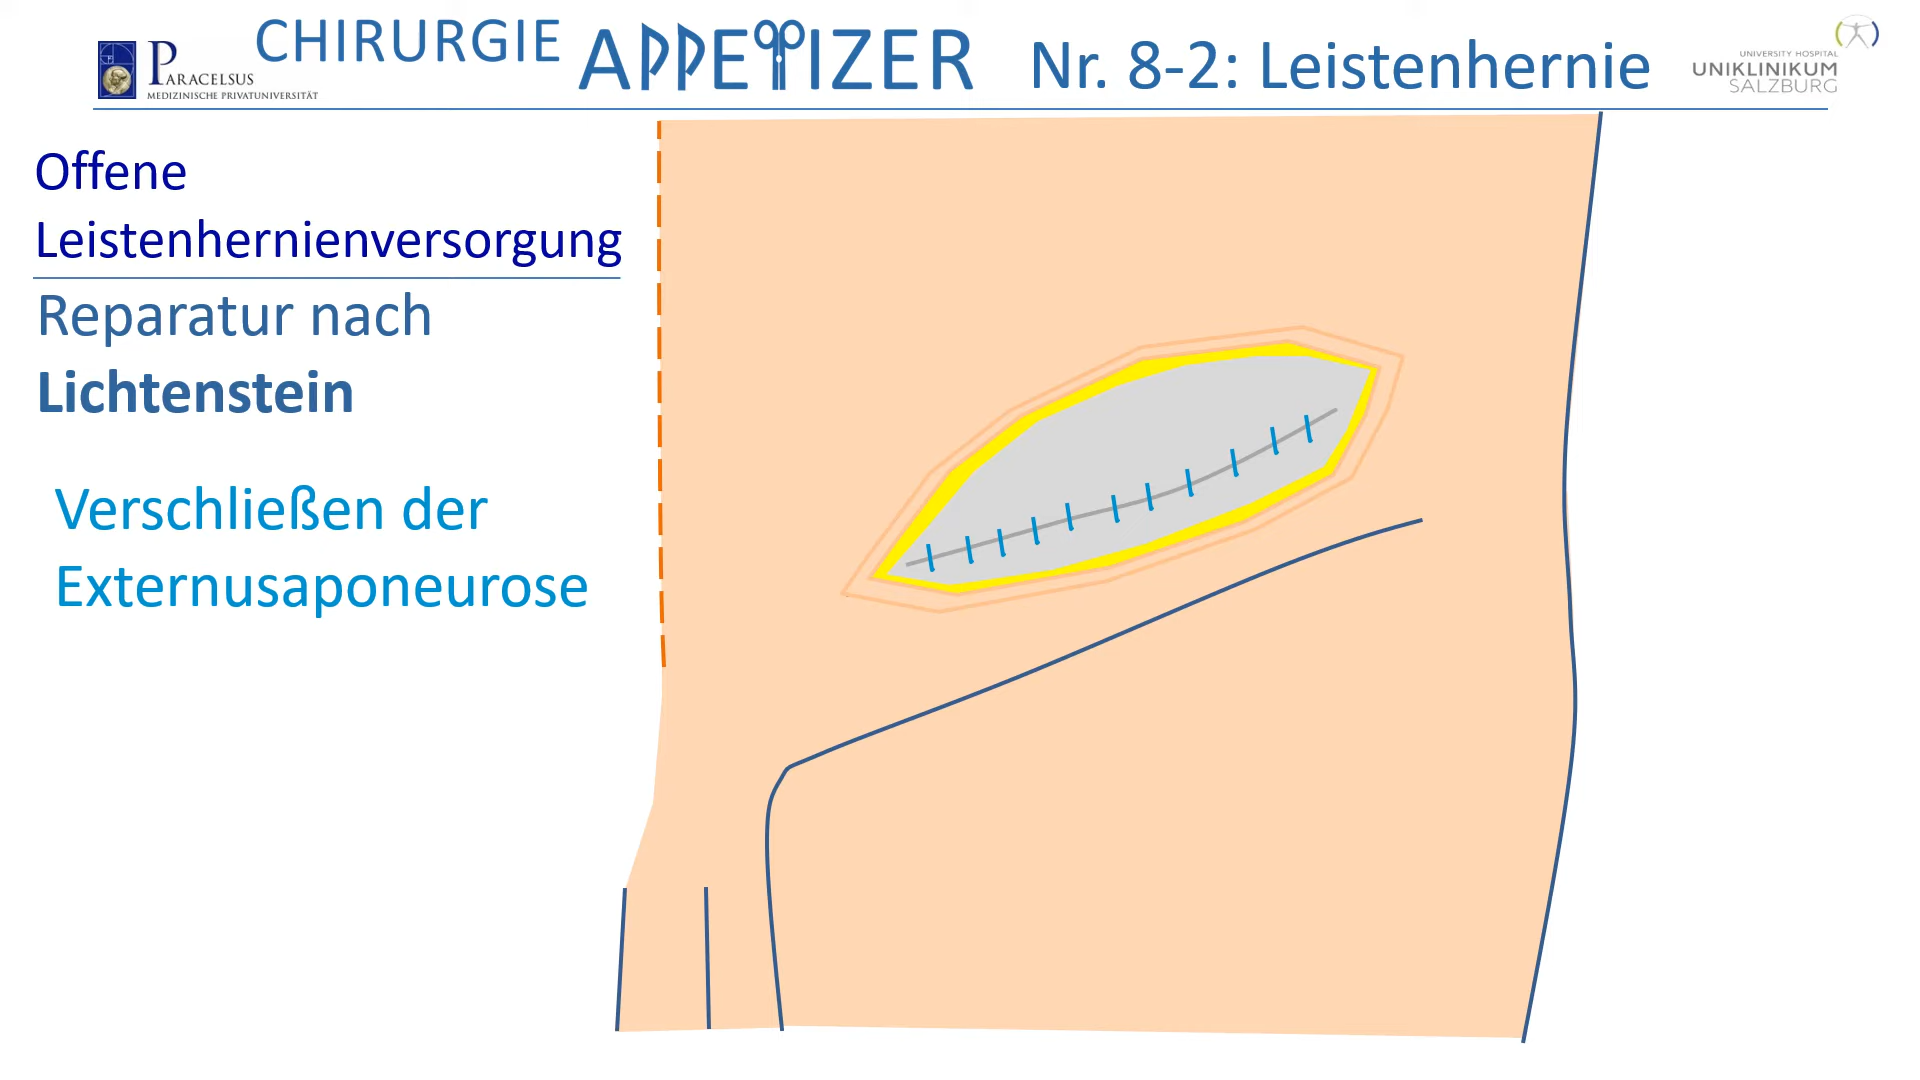 PARACELSUS
MEDIZINISCHE PRIVATUNIVERSITÄT
CHIRURGIE APPETIZER Nr. 8-2: Leistenhernie
UNIVERSITY HOSPITAL
UNIKLINIKUM
SALZBURG
Offene
Leistenhernienversorgung
Reparatur nach
Lichtenstein
Verschließen der
Externusaponeurose